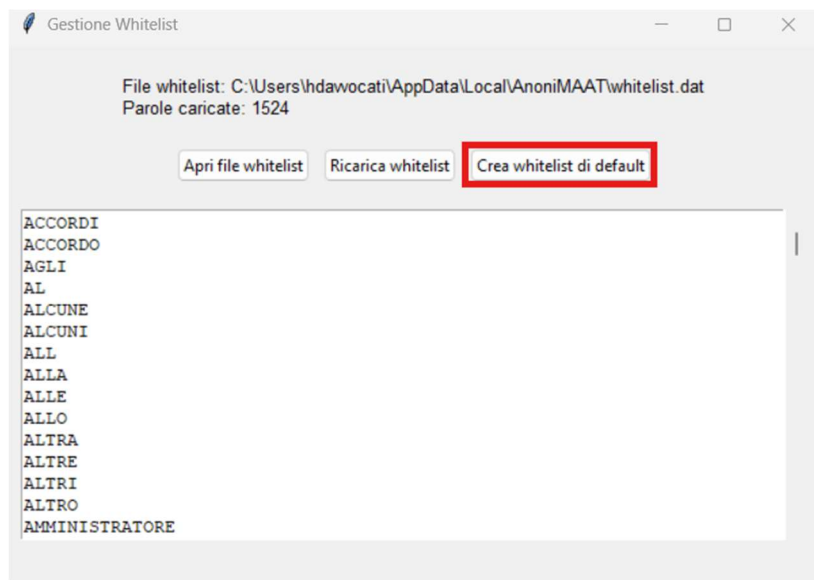 Gestione Whitelist
File whitelist: C:\Users\hdavvocati\AppData\Local\AnoniMAAT\whitelist.dat
Parole caricate: 1524
Apri file whitelist Ricarica whitelist Crea whitelist di default
ACCORDI
ACCORDO
AGLI
AL
ALCUNE
ALCUNI
ALL
ALLA
ALLE
ALLO
ALTRA
ALTRE
ALTRI
ALTRO
AMMINISTRATORE